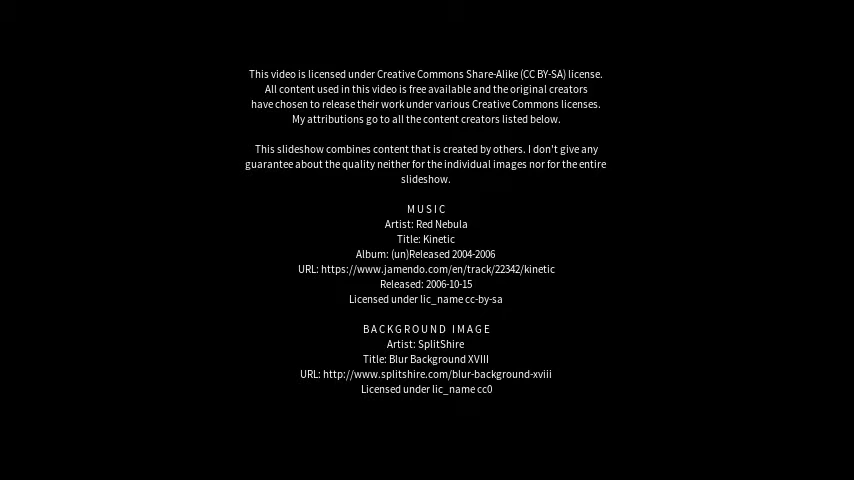 This video is licensed under Creative Commons Share-Alike (CC BY-SA) license.
All content used in this video is free available and the original creators
have chosen to release their work under various Creative Commons licenses.
My attributions go to all the content creators listed below.
This slideshow combines content that is created by others. I don't give any
guarantee about the quality neither for the individual images nor for the entire
slideshow.
MUSIC
Artist: Red Nebula
Title: Kinetic
Album: (un)Released 2004-2006
URL: https://www.jamendo.com/en/track/22342/kinetic
Released: 2006-10-15
Licensed under lic_name cc-by-sa
BACKGROUND IMAGE
Artist: SplitShire
Title: Blur Background XVIII
URL: http://www.splitshire.com/blur-background-xviii
Licensed under lic_name cc0